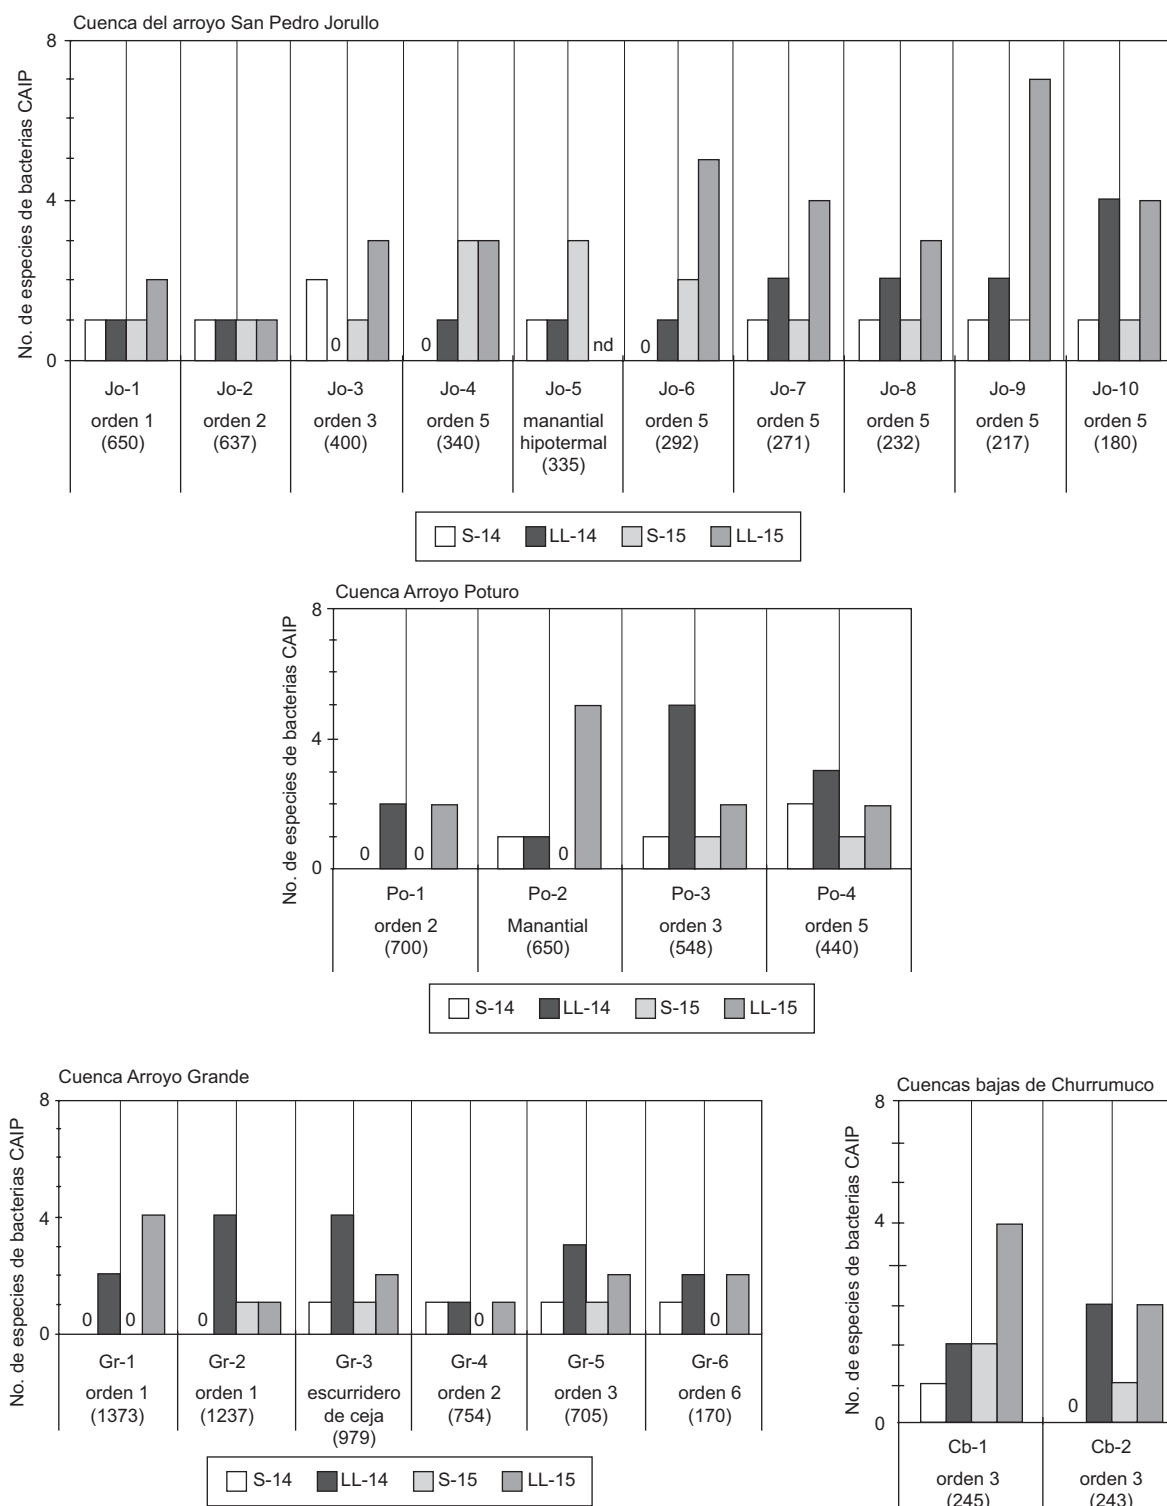 Cuenca del arroyo San Pedro Jorullo
No. de especies de bacterias CAIP
8
4
0
0
0
nd
0
Jo-1 Jo-2 Jo-3 Jo-4 Jo-5 Jo-6 Jo-7 Jo-8 Jo-9 Jo-10
orden 1 orden 2 orden 3 orden 5 manantial orden 5 orden 5 orden 5 orden 5 orden 5
(650) (637) (400) (340) hipotermal (292) (271) (232) (217) (180)
(335)
S-14 LL-14 S-15 LL-15
Cuenca Arroyo Poturo
No. de especies de bacterias CAIP
8
4
0
0 0 0
Po-1 Po-2 Po-3 Po-4
orden 2 Manantial orden 3 orden 5
(700) (650) (548) (440)
S-14 LL-14 S-15 LL-15
Cuenca Arroyo Grande
No. de especies de bacterias CAIP
8
4
0
0 0 0 0 0
Gr-1 Gr-2 Gr-3 Gr-4 Gr-5 Gr-6
orden 1 orden 1 escurridero orden 2 orden 3 orden 6
(1373) (1237) de ceja (754) (705) (170)
(979)
S-14 LL-14 S-15 LL-15
Cuencas bajas de Churrumuco
No. de especies de bacterias CAIP
8
4
0
0
Cb-1 Cb-2
orden 3 orden 3
(245) (243)